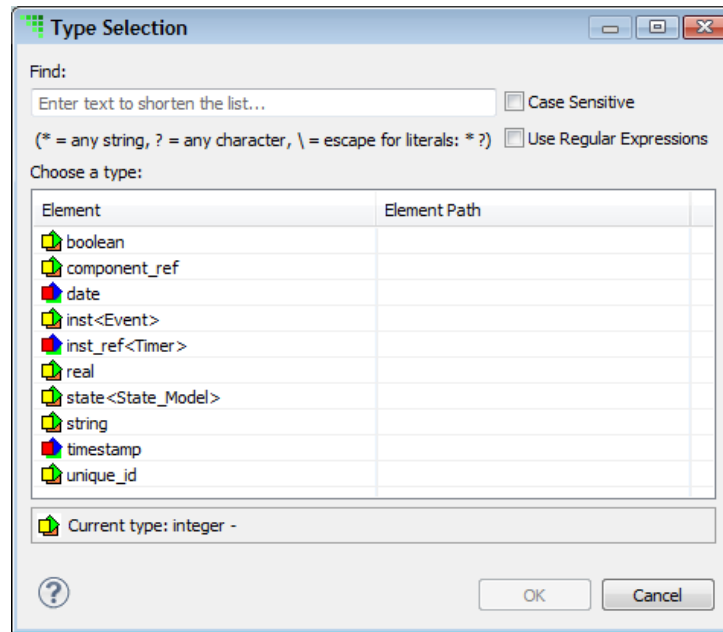 Type Selection
Find:
Enter text to shorten the list...
Case Sensitive
(* = any string, ? = any character, \ = escape for literals: * ?)
Use Regular Expressions
Choose a type:
Element Element Path
boolean
component_ref
date
inst<Event>
inst_ref<Timer>
real
state<State_Model>
string
timestamp
unique_id
Current type: integer -
?
OK Cancel